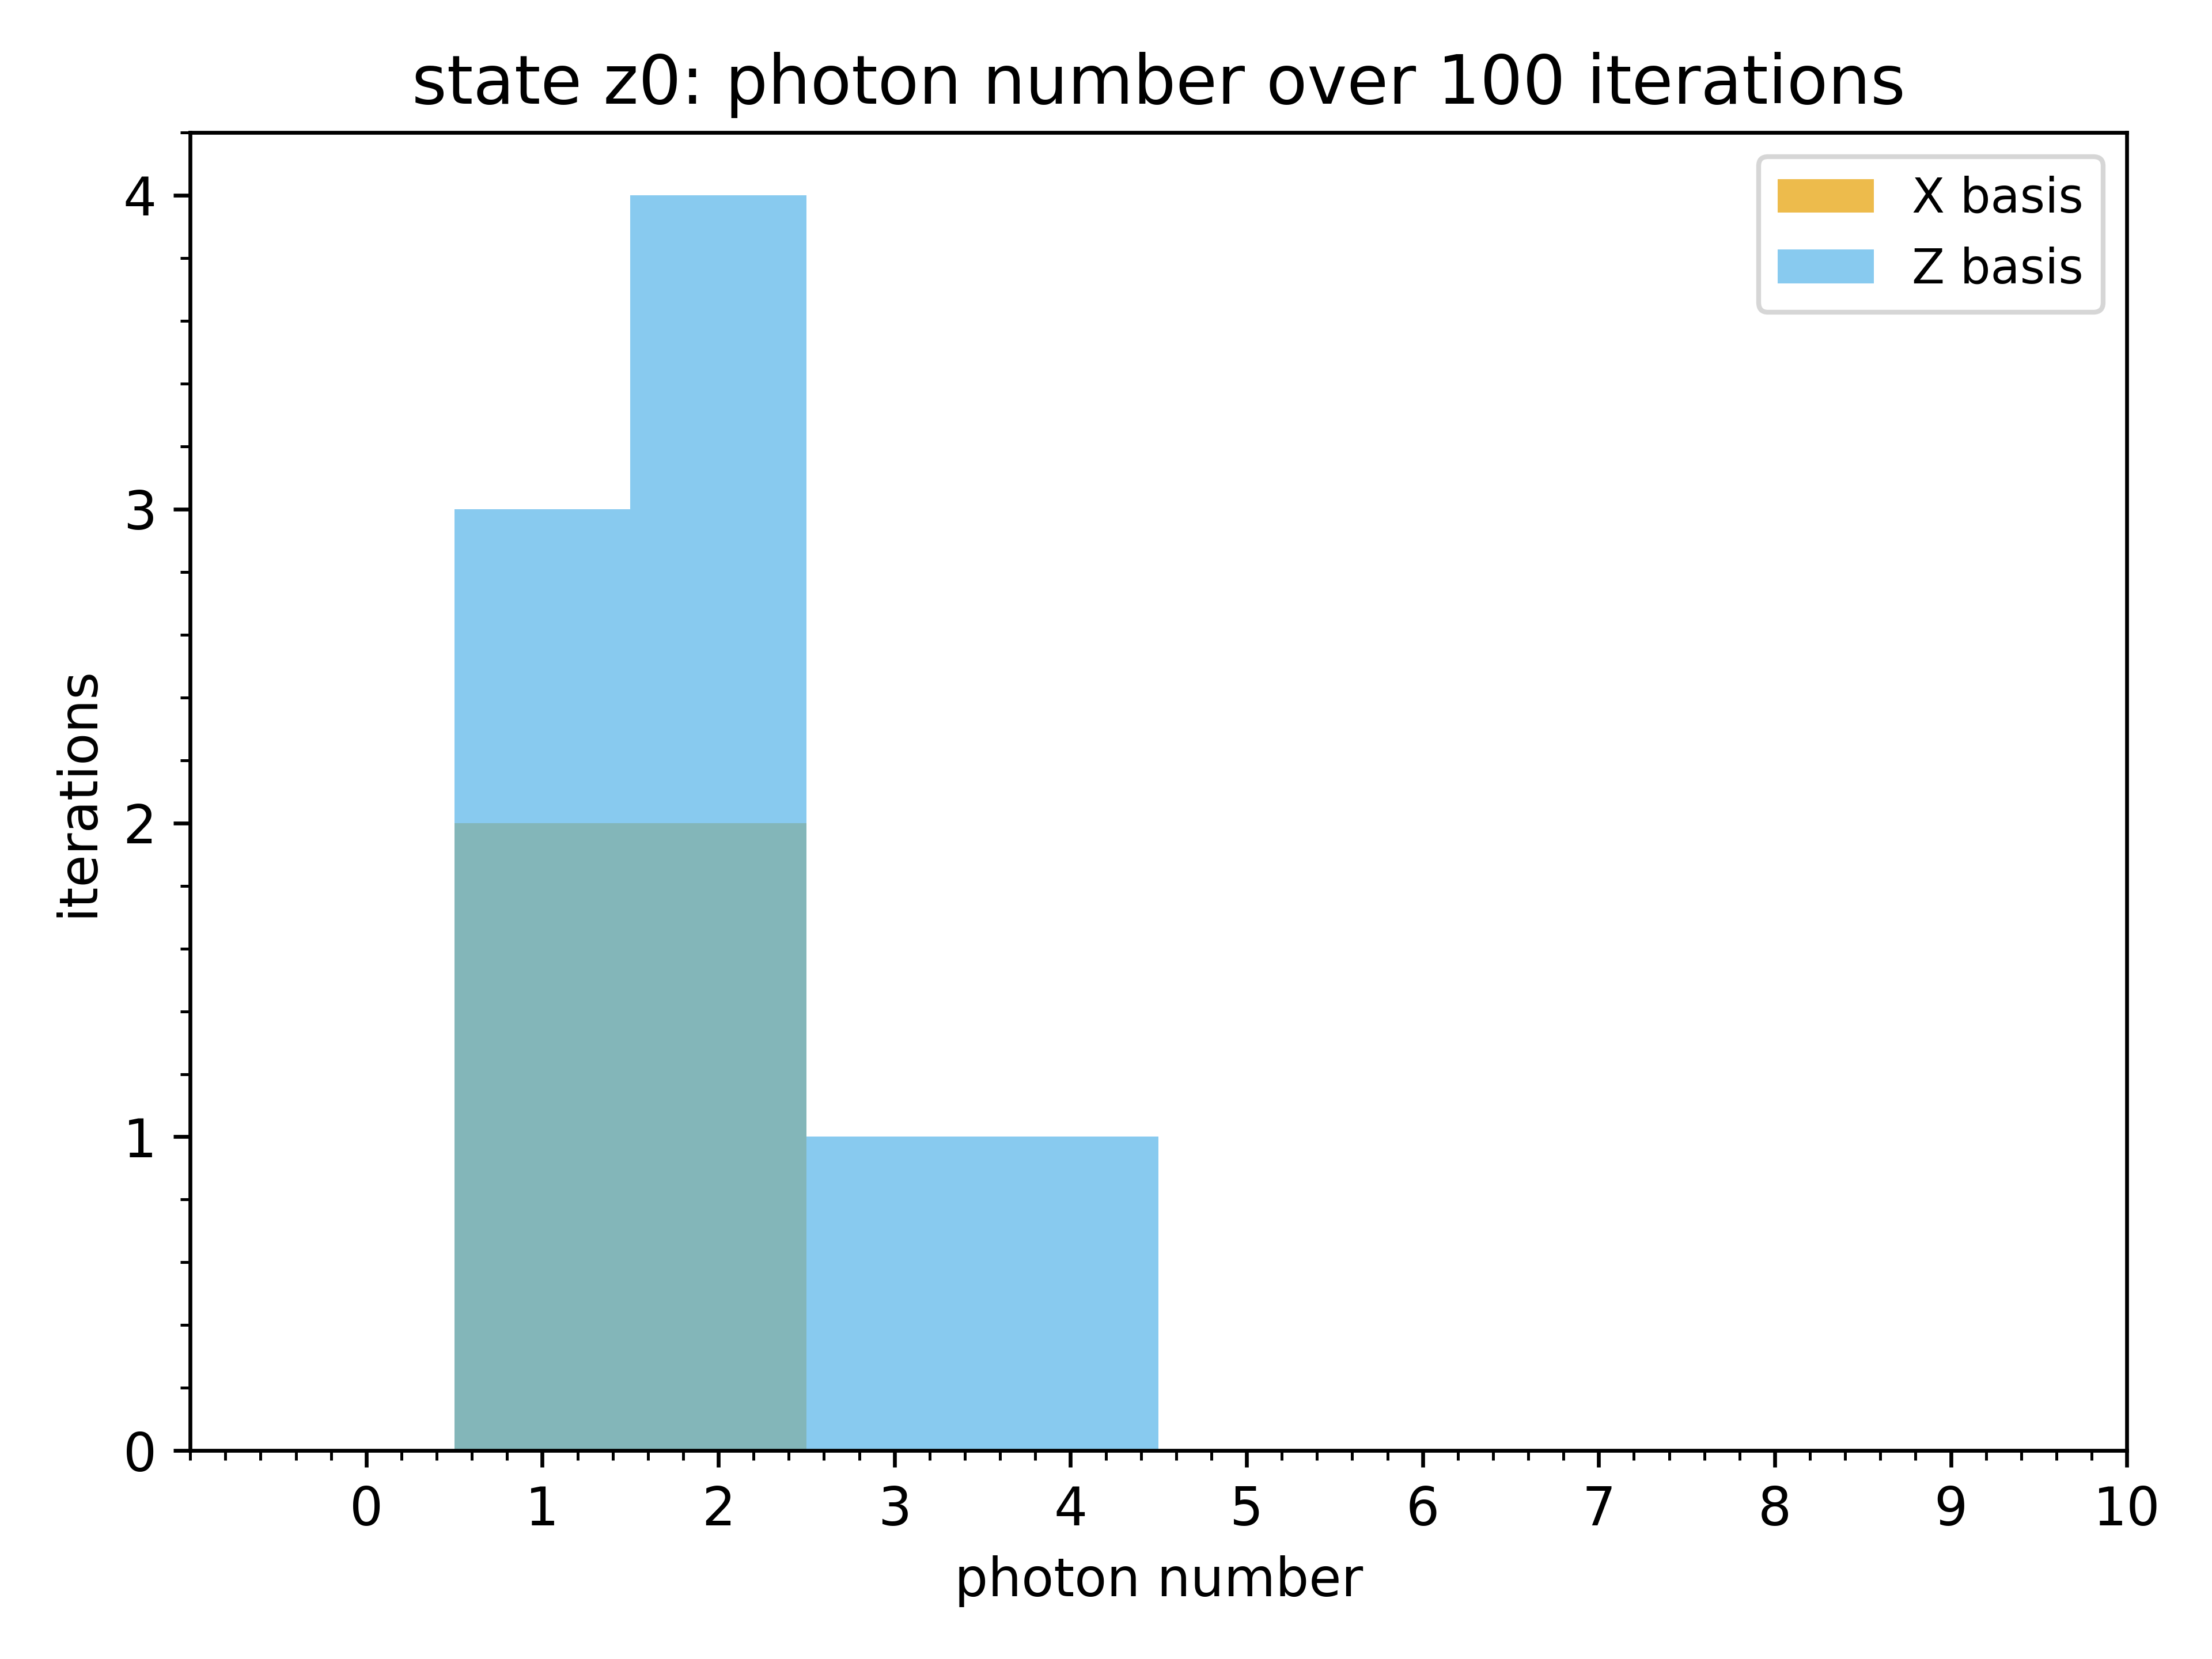 state z0: photon number over 100 iterations
X basis
Z basis
4
3
2
1
0
iterations
0 1 2 3 4 5 6 7 8 9 10
photon number